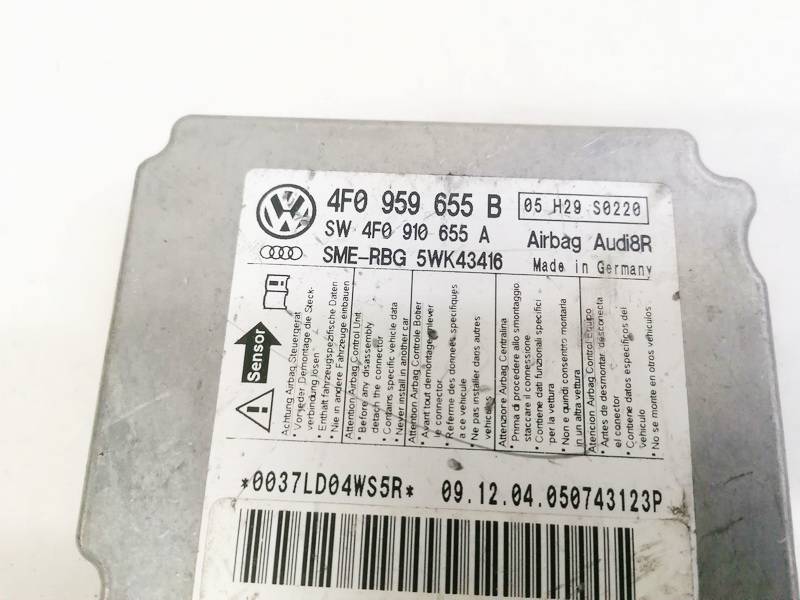 4F0 959 655 B
05 H29 S0220
SW 4F0 910 655 A
Airbag Audi8R
SME-RBG 5WK43416
Made in Germany
Sensor
Achtung Airbag Steuergerät
• Vor jeder Demontage die Steck-
verbindung lösen
• Enthält fahrzeugspezifische Daten
• Nie in andere Fahrzeuge einbauen
Attention Airbag Control Unit
• Before any disassembly
detach the connector
• Contains specific vehicle data
• Never install in another car
Attention Airbag Controle Boiter
• Avant tout démontage enlever
le connector.
• Referme des données spécifiques
a ce véhicule
• Ne pas installer dans autres
véhicules
Attenzione Airbag Centralina
• Prima di procedere allo smontaggio
staccare il connessione
• Contiene dati funzionali specifici
per la vettura
• Non e quindi consentito montarla
in un altra vettura
Atencion Airbag Control Equipo
• Antes de desmontar, desconecta
el conector
• Contiene datos especificos del
vehiculo
• No se monte en otros vehiculos
*0037LD04WS5R*
09.12.04.050743123P